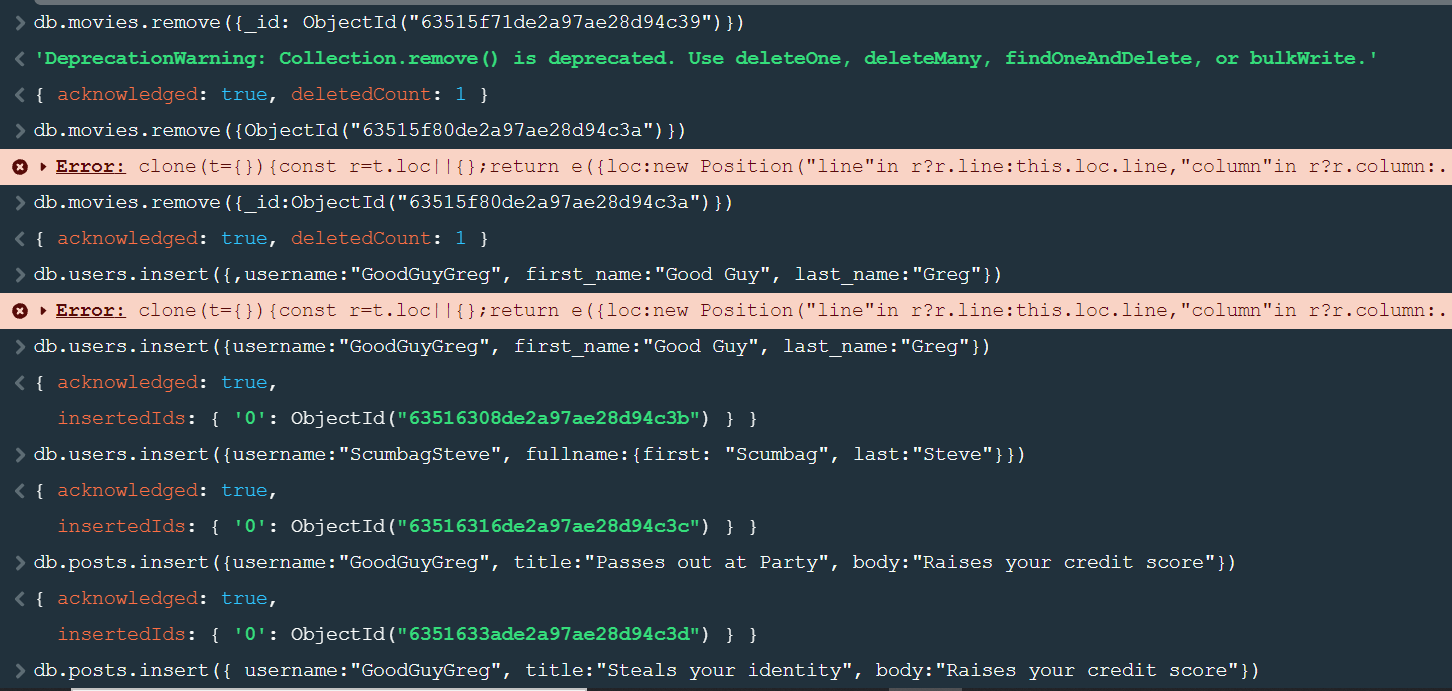 db.movies.remove({_id: ObjectId("63515f71de2a97ae28d94c39")})
'DeprecationWarning: Collection.remove() is deprecated. Use deleteOne, deleteMany, findOneAndDelete, or bulkWrite.'
{ acknowledged: true, deletedCount: 1 }
db.movies.remove({ObjectId("63515f80de2a97ae28d94c3a")})
Error: clone(t={}){const r=t.loc||{};return e({loc:new Position("line"in r?r.line:this.loc.line,"column"in r?r.column:.
db.movies.remove({_id:ObjectId("63515f80de2a97ae28d94c3a")})
{ acknowledged: true, deletedCount: 1 }
db.users.insert({,username:"GoodGuyGreg", first_name:"Good Guy", last_name:"Greg"})
Error: clone(t={}){const r=t.loc||{};return e({loc:new Position("line"in r?r.line:this.loc.line,"column"in r?r.column:.
db.users.insert({username:"GoodGuyGreg", first_name:"Good Guy", last_name:"Greg"})
{ acknowledged: true,
insertedIds: { '0': ObjectId("63516308de2a97ae28d94c3b") } }
db.users.insert({username:"ScumbagSteve", fullname:{first: "Scumbag", last:"Steve"}})
{ acknowledged: true,
insertedIds: { '0': ObjectId("63516316de2a97ae28d94c3c") } }
db.posts.insert({username:"GoodGuyGreg", title:"Passes out at Party", body:"Raises your credit score"})
{ acknowledged: true,
insertedIds: { '0': ObjectId("6351633ade2a97ae28d94c3d") } }
db.posts.insert({ username:"GoodGuyGreg", title:"Steals your identity", body:"Raises your credit score"})